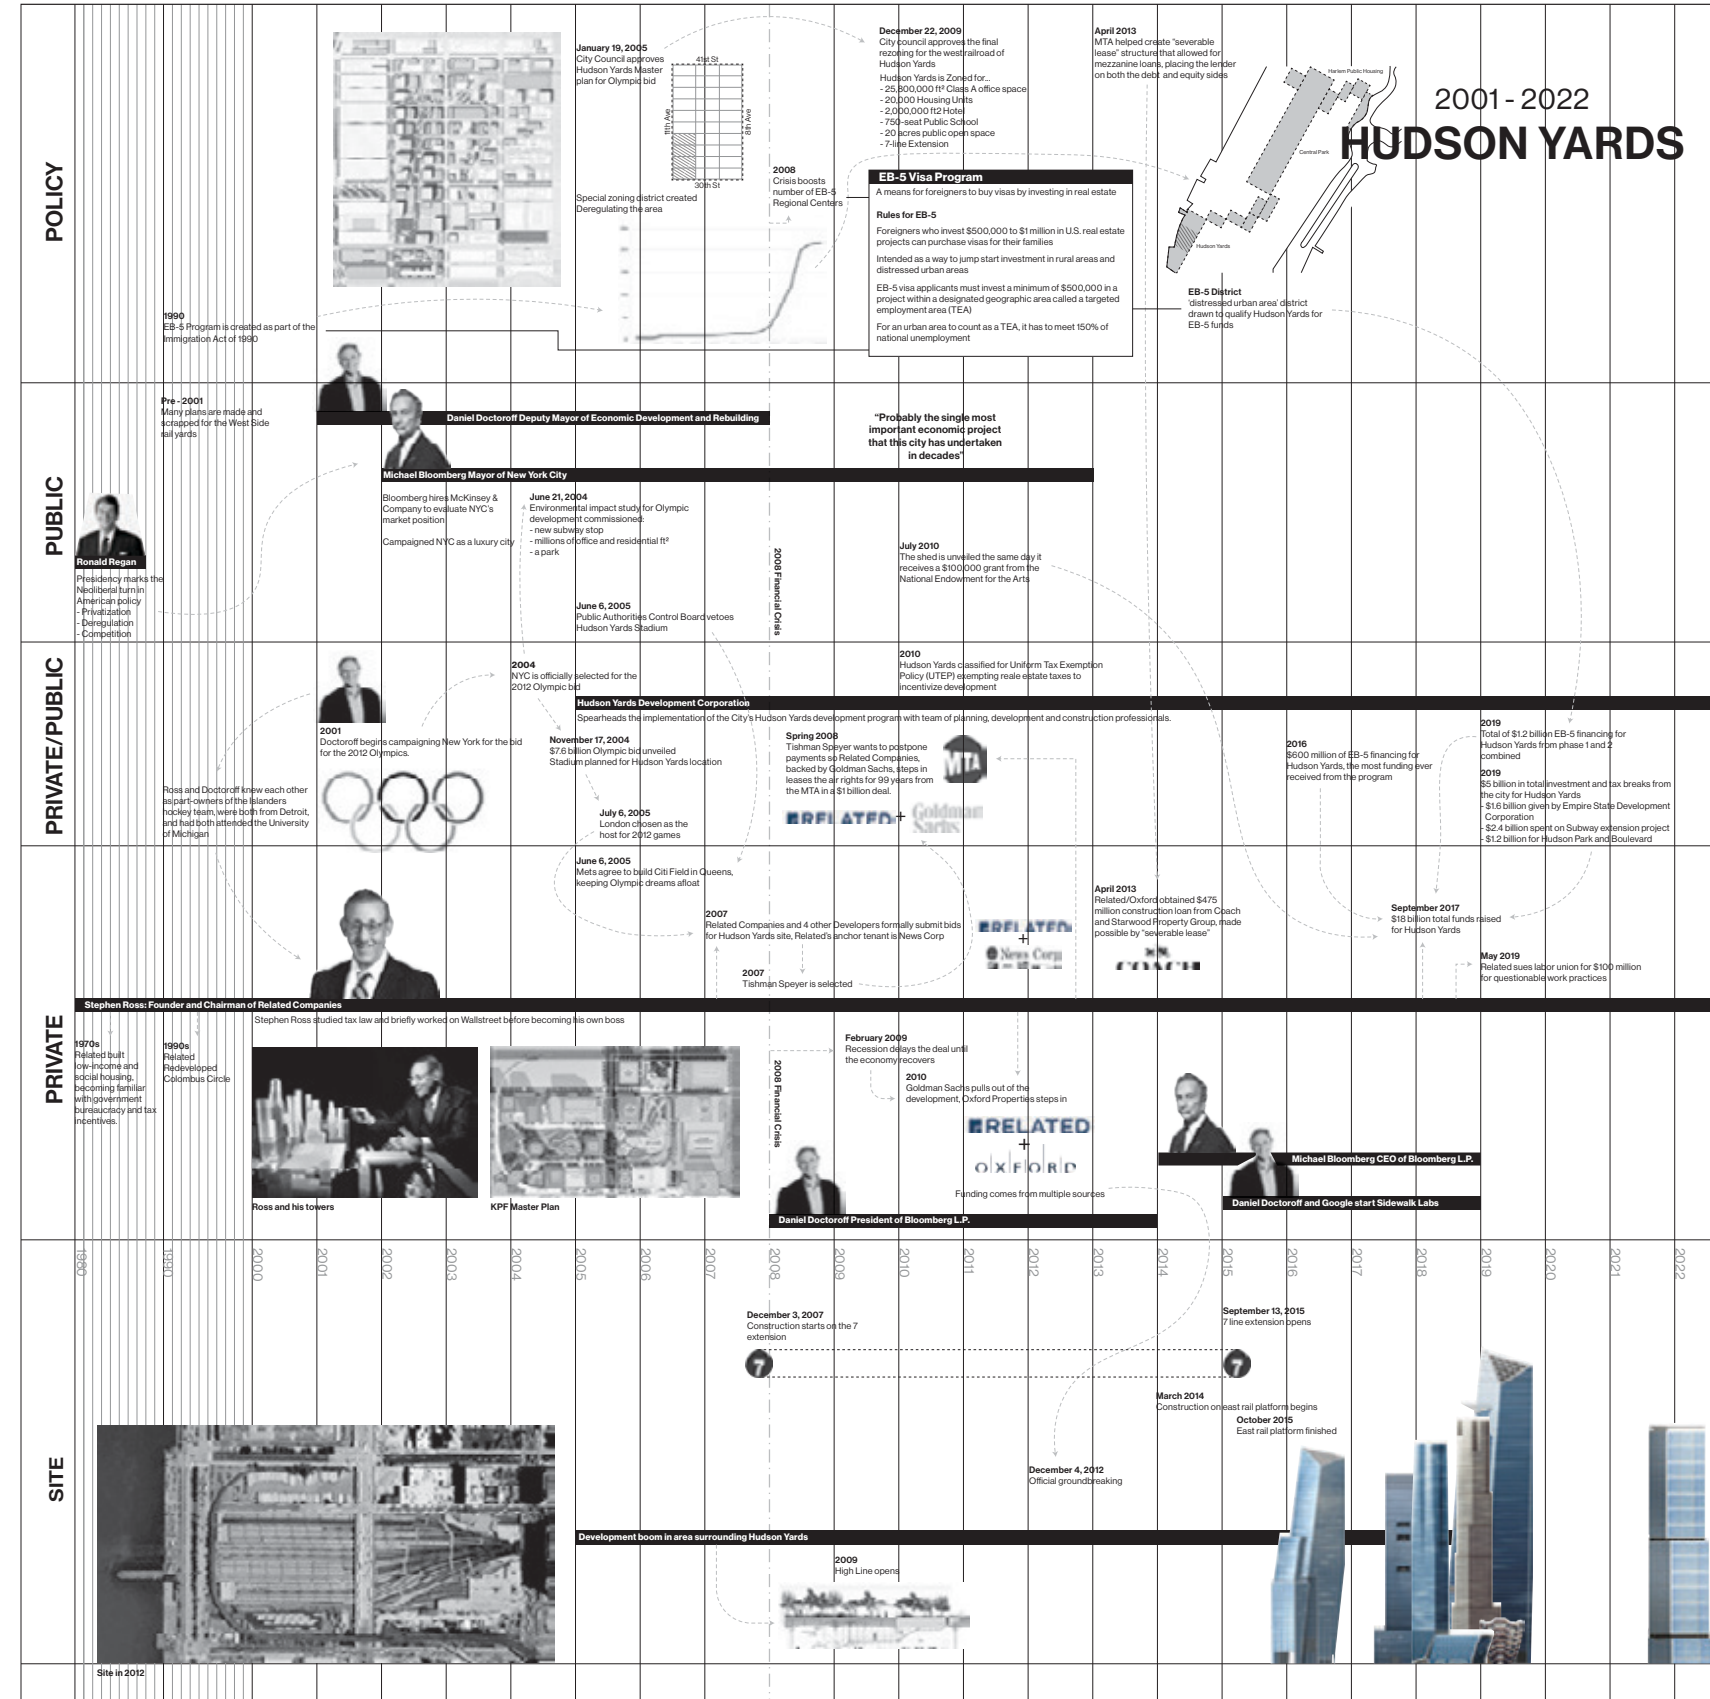 2001 - 2022
HUDSON YARDS
POLICY
January 19, 2005
City Council approves
Hudson Yards Master
plan for Olympic bid
41st St
11th Ave
8th Ave
30th St
Special zoning district created
Deregulating the area
2008
Crisis boosts
number of EB-5
Regional Centers
December 22, 2009
City council approves the final
rezoning for the west railroad of
Hudson Yards
Hudson Yards is Zoned for...
- 25,800,000 ft² Class A office space
- 20,000 Housing Units
- 2,000,000 ft2 Hotel
- 750-seat Public School
- 20 acres public open space
- 7-line Extension
April 2013
MTA helped create "severable
lease" structure that allowed for
mezzanine loans, placing the lender
on both the debt and equity sides
Harlem Public Housing
Central Park
Hudson Yards
EB-5 Visa Program
A means for foreigners to buy visas by investing in real estate
Rules for EB-5
Foreigners who invest $500,000 to $1 million in U.S. real estate
projects can purchase visas for their families
Intended as a way to jump start investment in rural areas and
distressed urban areas
EB-5 visa applicants must invest a minimum of $500,000 in a
project within a designated geographic area called a targeted
employment area (TEA)
For an urban area to count as a TEA, it has to meet 150% of
national unemployment
EB-5 District
'distressed urban area' district
drawn to qualify Hudson Yards for
EB-5 funds
1990
EB-5 Program is created as part of the
Immigration Act of 1990
PUBLIC
Pre - 2001
Many plans are made and
scrapped for the West Side
rail yards
Daniel Doctoroff Deputy Mayor of Economic Development and Rebuilding
"Probably the single most
important economic project
that this city has undertaken
in decades"
Michael Bloomberg Mayor of New York City
Bloomberg hires McKinsey &
Company to evaluate NYC's
market position
Campaigned NYC as a luxury city
June 21, 2004
Environmental impact study for Olympic
development commissioned:
- new subway stop
- millions of office and residential ft²
- a park
Ronald Regan
Presidency marks the
Neoliberal turn in
American policy
- Privatization
- Deregulation
- Competition
June 6, 2005
Public Authorities Control Board vetoes
Hudson Yards Stadium
2008 Financial Crisis
July 2010
The shed is unveiled the same day it
receives a $100,000 grant from the
National Endowment for the Arts
PRIVATE/PUBLIC
2004
NYC is officially selected for the
2012 Olympic bid
2010
Hudson Yards classified for Uniform Tax Exemption
Policy (UTEP) exempting reale estate taxes to
incentivize development
Hudson Yards Development Corporation
Spearheads the implementation of the City's Hudson Yards development program with team of planning, development and construction professionals.
2001
Doctoroff begins campaigning New York for the bid
for the 2012 Olympics.
November 17, 2004
$7.6 billion Olympic bid unveiled
Stadium planned for Hudson Yards location
Spring 2008
Tishman Speyer wants to postpone
payments so Related Companies,
backed by Goldman Sachs, steps in
leases the air rights for 99 years from
the MTA in a $1 billion deal.
MTA
RELATED
+
Goldman
Sachs
2016
$600 million of EB-5 financing for
Hudson Yards, the most funding ever
received from the program
2019
Total of $1.2 billion EB-5 financing for
Hudson Yards from phase 1 and 2
combined
2019
$5 billion in total investment and tax breaks from
the city for Hudson Yards
- $1.6 billion given by Empire State Development
Corporation
- $2.4 billion spent on Subway extension project
- $1.2 billion for Hudson Park and Boulevard
Ross and Doctoroff knew each other
as part-owners of the Islanders
hockey team, were both from Detroit,
and had both attended the University
of Michigan
July 6, 2005
London chosen as the
host for 2012 games
PRIVATE
June 6, 2005
Mets agree to build Citi Field in Queens,
keeping Olympic dreams afloat
2007
Related Companies and 4 other Developers formally submit bids
for Hudson Yards site, Related's anchor tenant is News Corp
2007
Tishman Speyer is selected
RELATED
+
News Corp
April 2013
Related/Oxford obtained $475
million construction loan from Coach
and Starwood Property Group, made
possible by "severable lease"
COACH
September 2017
$18 billion total funds raised
for Hudson Yards
May 2019
Related sues labor union for $100 million
for questionable work practices
Stephen Ross: Founder and Chairman of Related Companies
Stephen Ross studied tax law and briefly worked on Wallstreet before becoming his own boss
1970s
Related built
low-income and
social housing,
becoming familiar
with government
bureaucracy and tax
incentives.
1990s
Related
Redeveloped
Colombus Circle
Ross and his towers
KPF Master Plan
2008 Financial Crisis
February 2009
Recession delays the deal until
the economy recovers
2010
Goldman Sachs pulls out of the
development, Oxford Properties steps in
RELATED
+
OXFORD
Funding comes from multiple sources
Daniel Doctoroff President of Bloomberg L.P.
Michael Bloomberg CEO of Bloomberg L.P.
Daniel Doctoroff and Google start Sidewalk Labs
1980 1990 2000 2001 2002 2003 2004 2005 2006 2007 2008 2009 2010 2011 2012 2013 2014 2015 2016 2017 2018 2019 2020 2021 2022
SITE
December 3, 2007
Construction starts on the 7
extension
7
September 13, 2015
7 line extension opens
7
March 2014
Construction on east rail platform begins
October 2015
East rail platform finished
December 4, 2012
Official groundbreaking
Development boom in area surrounding Hudson Yards
2009
High Line opens
Site in 2012